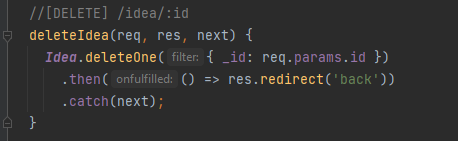 //[DELETE] /idea/:id
deleteIdea(req, res, next) {
Idea.deleteOne( filter: { _id: req.params.id })
.then( onfulfilled: () => res.redirect('back'))
.catch(next);
}